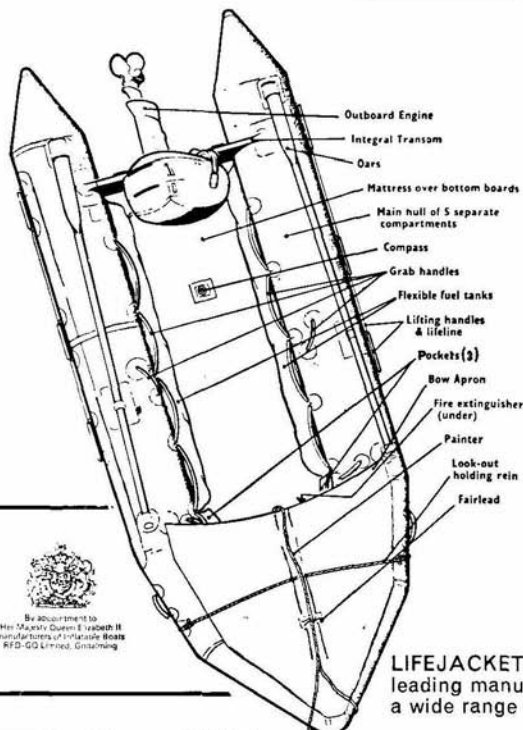 Outboard Engine
Integral Transom
Oars
Mattress over bottom boards
Main hull of 5 separate
compartments
Compass
Grab handles
Flexible fuel tanks
Lifting handles
& lifeline
Pockets (3)
Bow Apron
Fire extinguisher
(under)
Painter
Look-out
holding rein
Fairlead
By appointment to
Her Majesty Queen Elizabeth II
manufacturers of Inflatable Boats
RFD-GQ Limited, Godalming
LIFEJACKET
leading manu
a wide range